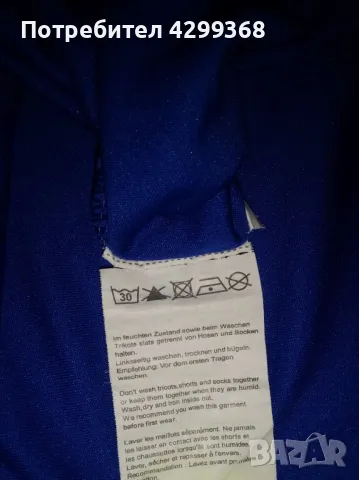 Потребител 4299368
30
Im feuchten Zustand sowie beim Waschen
Trikots stets getrennt von Hosen und Socken
halten.
Linksseitig waschen, trocknen und bügeln.
Empfehlung: Vor dem ersten Tragen
waschen.
Don't wash tricots,shorts and socks together
or keep them together when they are humid.
Wash,dry and iron inside out.
We recommend you wash this garment
before first wear.
Laver les maillots séparément. Ne jamais
les laisser en contact avec les shorts et
les chaussettes lorsqu'ils sont humides.
Laver, sécher et repasser à l'envers.
Recommandation: Lavez avant première
BAZAR